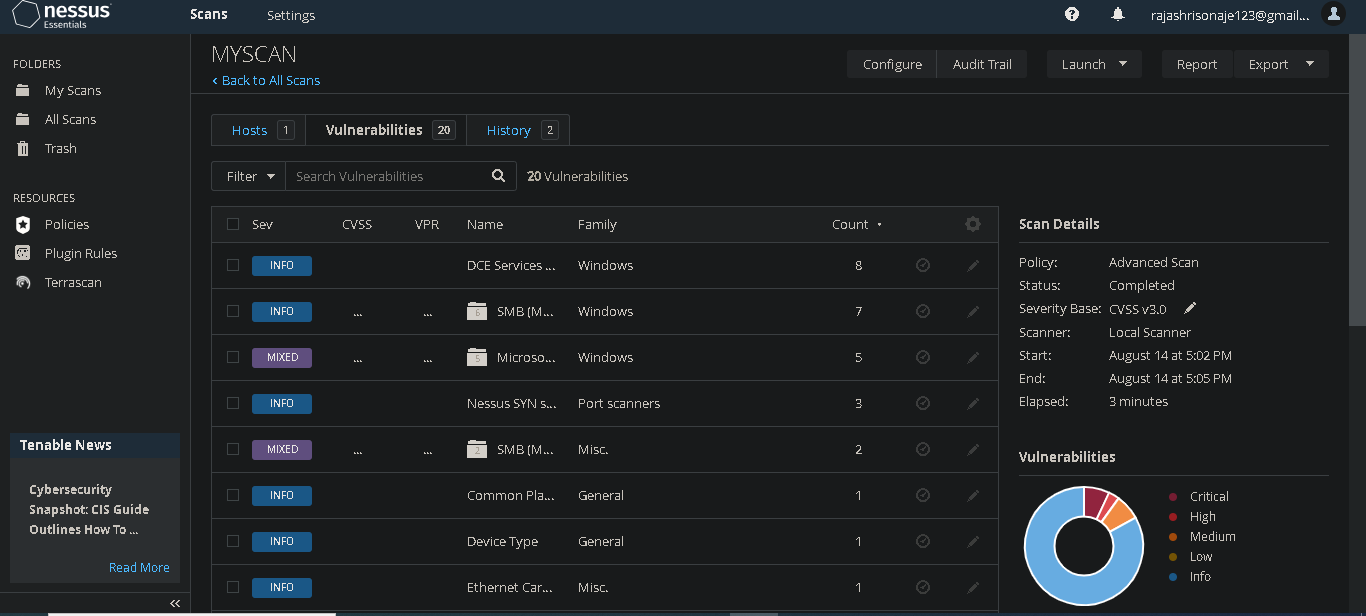 nessus
Essentials
Scans
Settings
rajashrisonaje123@gmail...
FOLDERS
My Scans
All Scans
Trash
RESOURCES
Policies
Plugin Rules
Terrascan
Tenable News
Cybersecurity
Snapshot: CIS Guide
Outlines How To ...
Read More
MYSCAN
< Back to All Scans
Configure
Audit Trail
Launch
Report
Export
Hosts 1
Vulnerabilities 20
History 2
Filter
Search Vulnerabilities
20 Vulnerabilities
Sev CVSS VPR Name Family Count
INFO DCE Services ... Windows 8
INFO ... ... 6 SMB (M... Windows 7
MIXED ... ... 5 Microso... Windows 5
INFO Nessus SYN s... Port scanners 3
MIXED ... ... 2 SMB (M... Misc. 2
INFO Common Pla... General 1
INFO Device Type General 1
INFO Ethernet Car... Misc. 1
Scan Details
Policy: Advanced Scan
Status: Completed
Severity Base: CVSS v3.0
Scanner: Local Scanner
Start: August 14 at 5:02 PM
End: August 14 at 5:05 PM
Elapsed: 3 minutes
Vulnerabilities
Critical
High
Medium
Low
Info